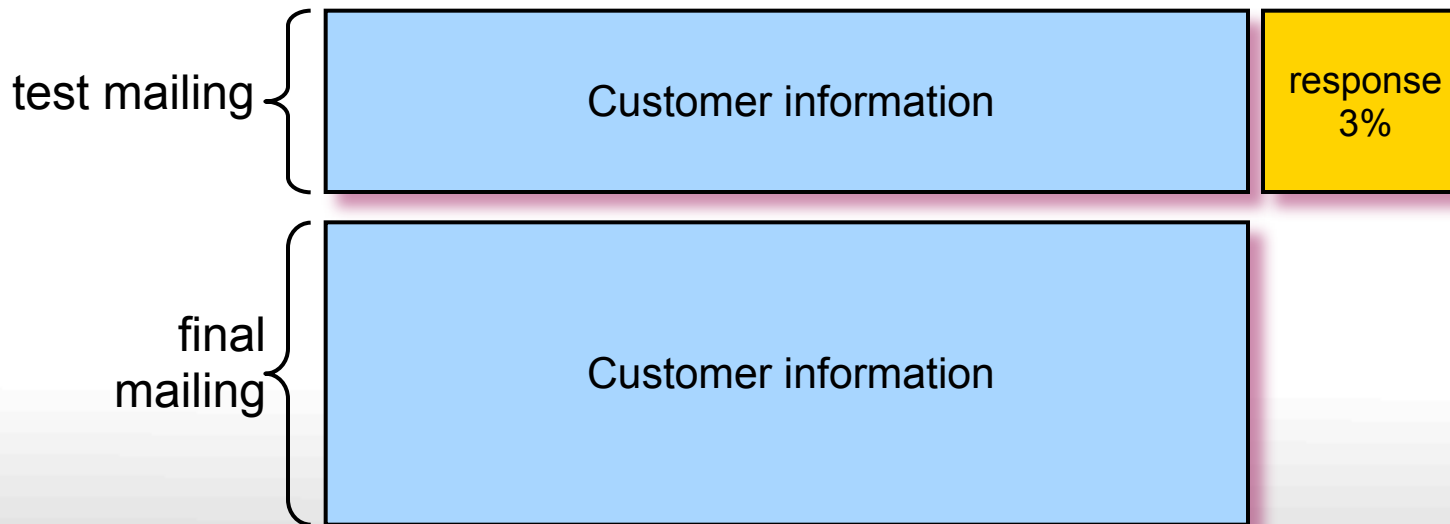 test mailing
Customer information
response
3%
final
mailing
Customer information